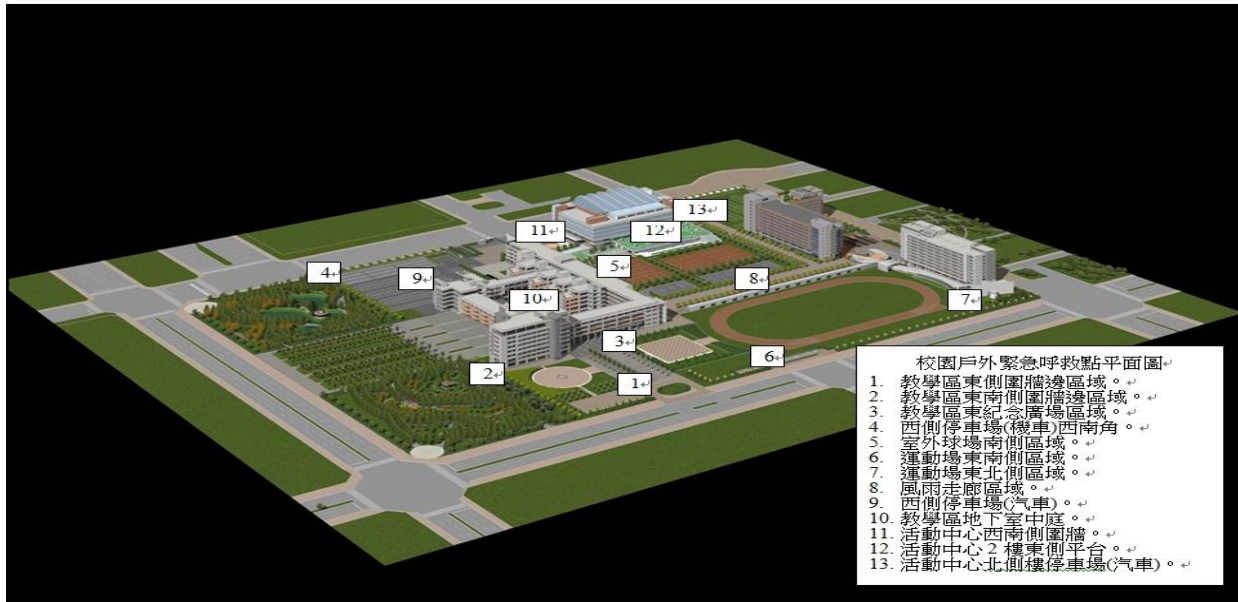 13↵
11↵
12↵
5↵
4↵
9↵
8↵
10↵
7↵
3↵
6↵
2↵
1↵
校園戶外緊急呼救點平面圖↵
1. 教學區東側圍牆邊區域。↵
2. 教學區東南側圍牆邊區域。↵
3. 教學區東紀念廣場區域。↵
4. 西側停車場(機車)西南角。↵
5. 室外球場南側區域。↵
6. 運動場東南側區域。↵
7. 運動場東北側區域。↵
8. 風雨走廊區域。↵
9. 西側停車場(汽車)。↵
10. 教學區地下室中庭。↵
11. 活動中心西南側圍牆。↵
12. 活動中心 2 樓東側平台。↵
13. 活動中心北側樓停車場(汽車)。↵